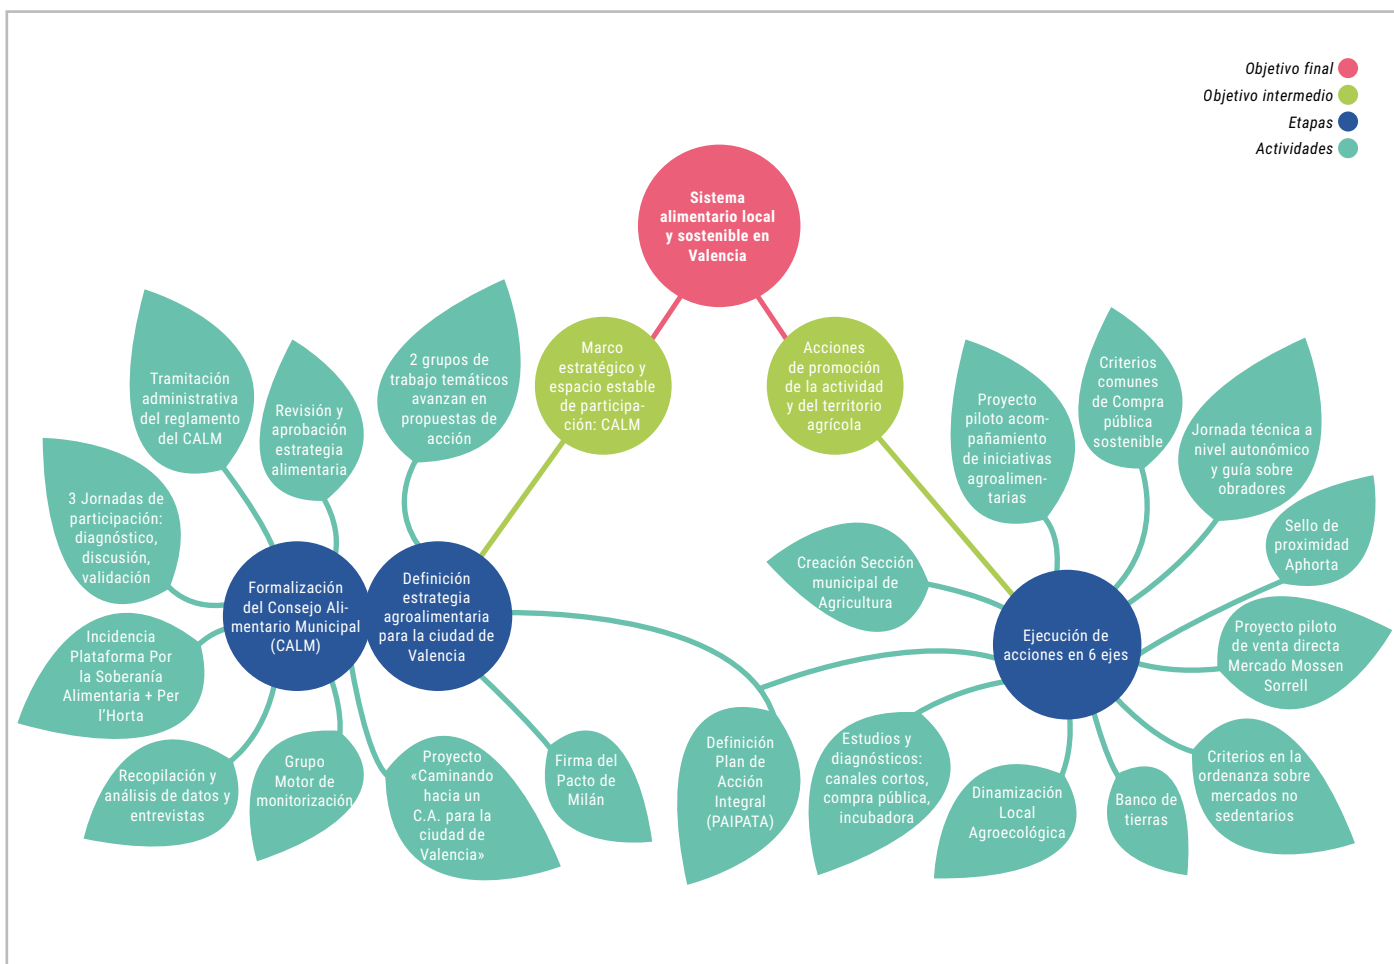 Objetivo final
Objetivo intermedio
Etapas
Actividades
Sistema
alimentario local
y sostenible en
Valencia
Marco
estratégico y
espacio estable
de participa-
ción: CALM
Acciones
de promoción
de la actividad
y del territorio
agrícola
Tramitación
administrativa
del reglamento
del CALM
Revisión y
aprobación
estrategia
alimentaria
2 grupos de
trabajo temáticos
avanzan en
propuestas de
acción
3 Jornadas de
participación:
diagnóstico,
discusión,
validación
Incidencia
Plataforma Por
la Soberanía
Alimentaria + Per
l'Horta
Recopilación y
análisis de datos y
entrevistas
Grupo
Motor de
monitorización
Proyecto
«Caminando
hacia un
C.A. para la
ciudad de
Valencia»
Firma del
Pacto de
Milán
Formalización
del Consejo Ali-
mentario Municipal
(CALM)
Definición
estrategia
agroalimentaria
para la ciudad de
Valencia
Definición
Plan de
Acción
Integral
(PAIPATA)
Creación Sección
municipal de
Agricultura
Proyecto
piloto acom-
pañamiento
de iniciativas
agroalimen-
tarias
Criterios
comunes
de Compra
pública
sostenible
Jornada técnica a
nivel autonómico
y guía sobre
obradores
Sello de
proximidad
Aphorta
Ejecución de
acciones en 6 ejes
Proyecto piloto
de venta directa
Mercado Mossen
Sorrell
Criterios en la
ordenanza sobre
mercados no
sedentarios
Banco de
tierras
Dinamización
Local
Agroecológica
Estudios y
diagnósticos:
canales cortos,
compra pública,
incubadora